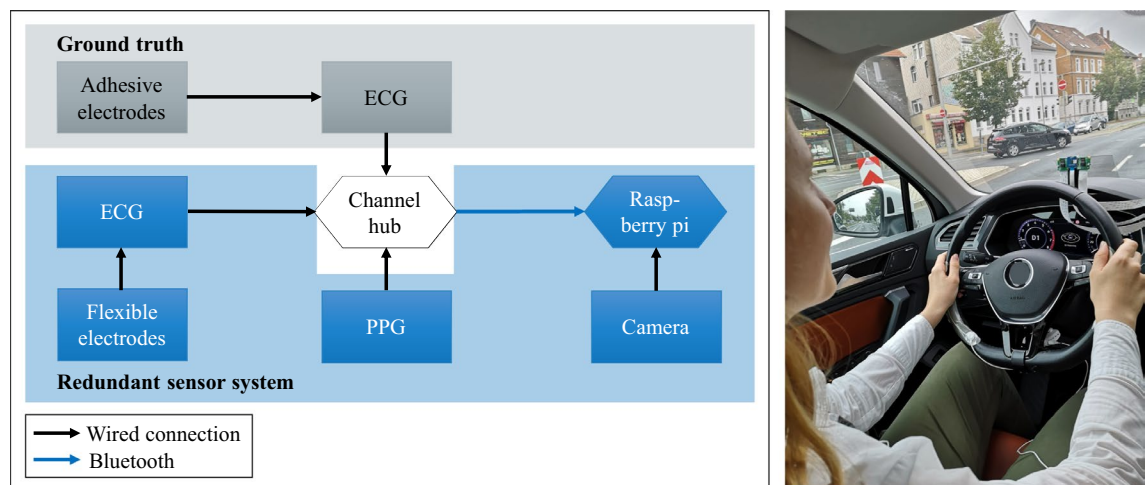 Ground truth
Adhesive
electrodes
ECG
ECG
Channel
hub
Rasp-
berry pi
Flexible
electrodes
PPG
Camera
Redundant sensor system
Wired connection
Bluetooth
D1